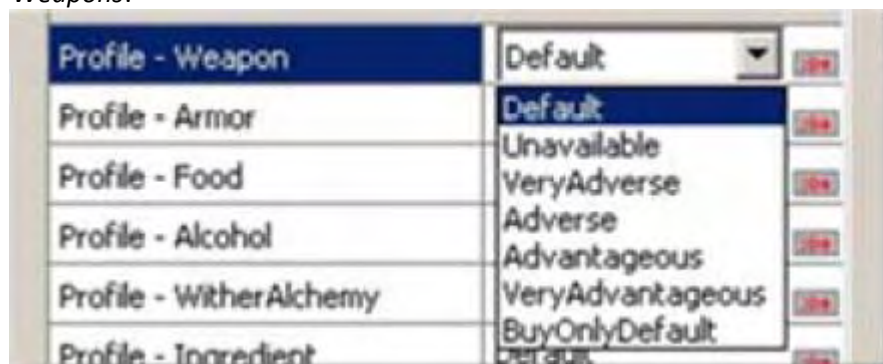 Weapons.
Profile - Weapon Default
Default
Profile - Armor
Unavailable
Profile - Food
VeryAdverse
Adverse
Profile - Alcohol
Advantageous
Profile - WitherAlchemy
VeryAdvantageous
BuyOnlyDefault
Profile - Ingredient Default